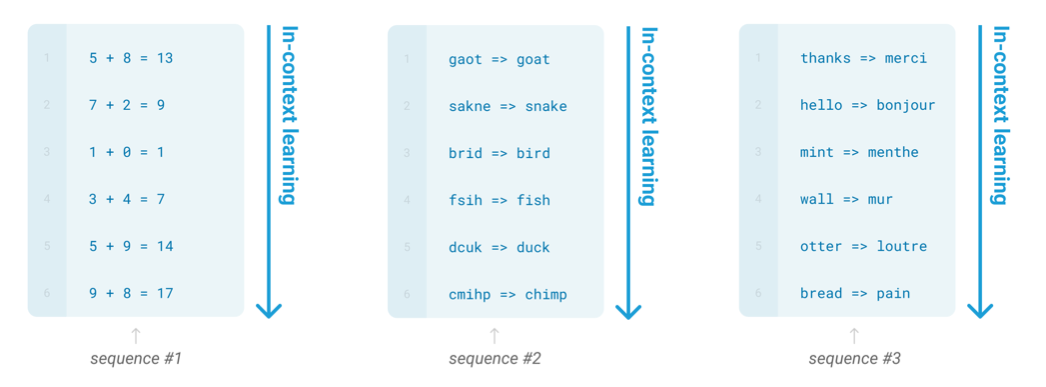 1 5 + 8 = 13
2 7 + 2 = 9
3 1 + 0 = 1
4 3 + 4 = 7
5 5 + 9 = 14
6 9 + 8 = 17
In-context learning
sequence #1
1 gaot => goat
2 sakne => snake
3 brid => bird
4 fsih => fish
5 dcuk => duck
6 cmihp => chimp
In-context learning
sequence #2
1 thanks => merci
2 hello => bonjour
3 mint => menthe
4 wall => mur
5 otter => loutre
6 bread => pain
In-context learning
sequence #3